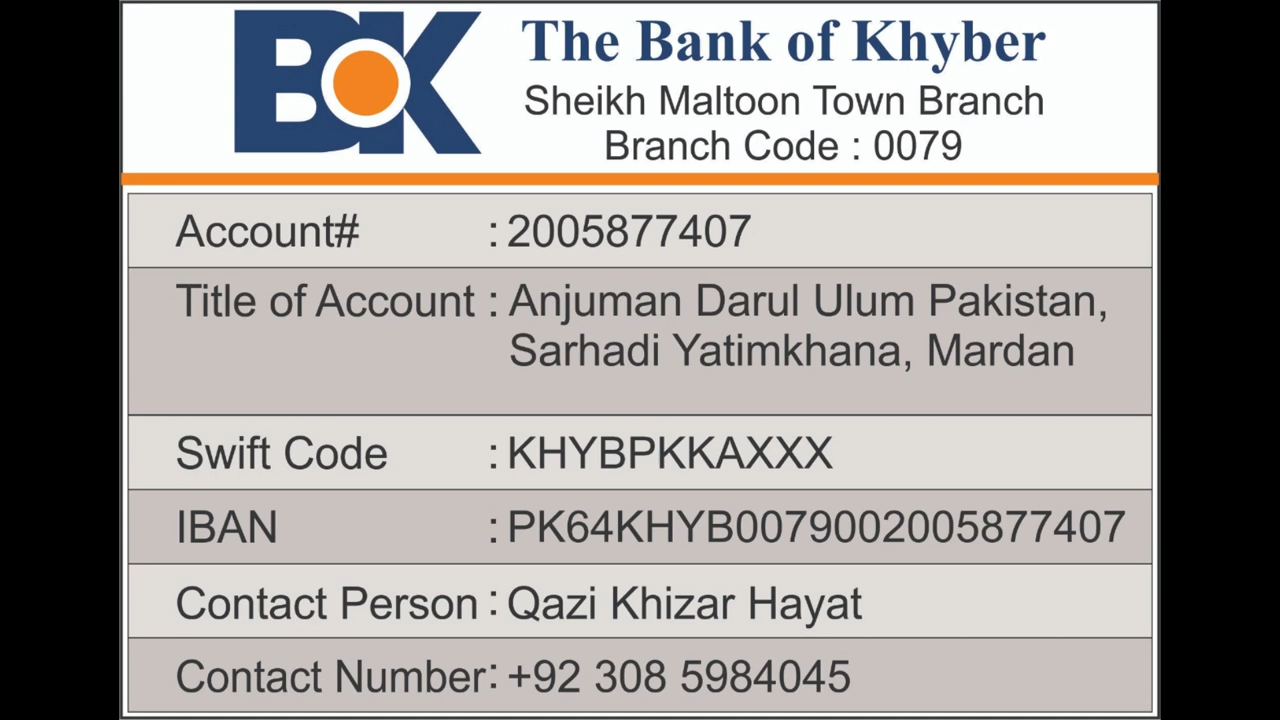 BOK
The Bank of Khyber
Sheikh Maltoon Town Branch
Branch Code : 0079
Account# : 2005877407
Title of Account : Anjuman Darul Ulum Pakistan,
Sarhadi Yatimkhana, Mardan
Swift Code : KHYBPKKAXXX
IBAN : PK64KHYB0079002005877407
Contact Person : Qazi Khizar Hayat
Contact Number : +92 308 5984045